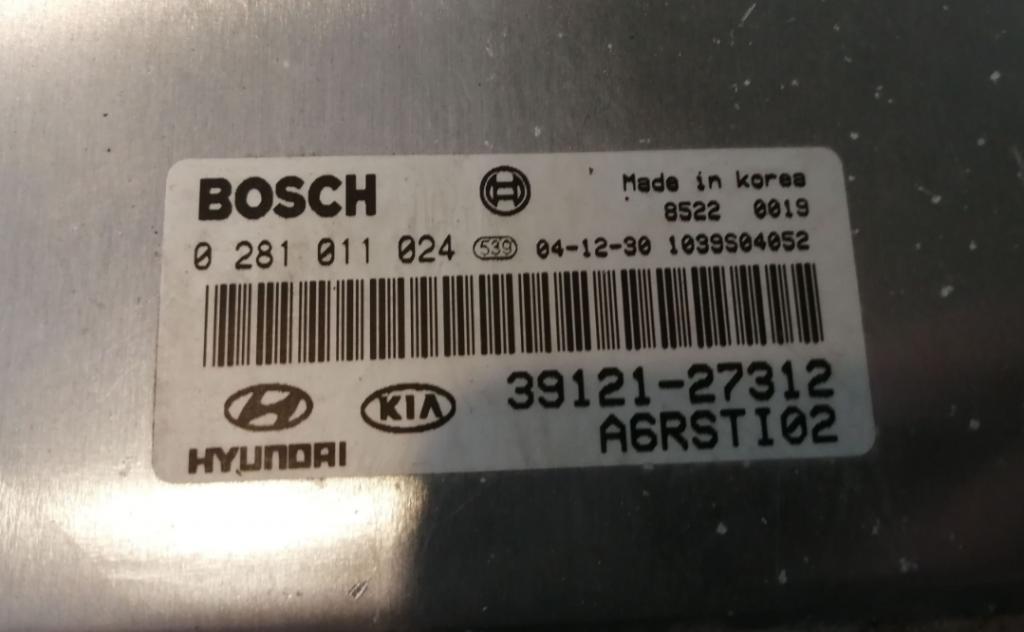 BOSCH
Made in korea
8522 0019
0 281 011 024 539 04-12-30 1039S04052
39121-27312
KIA
A6RSTI02
HYUNDAI